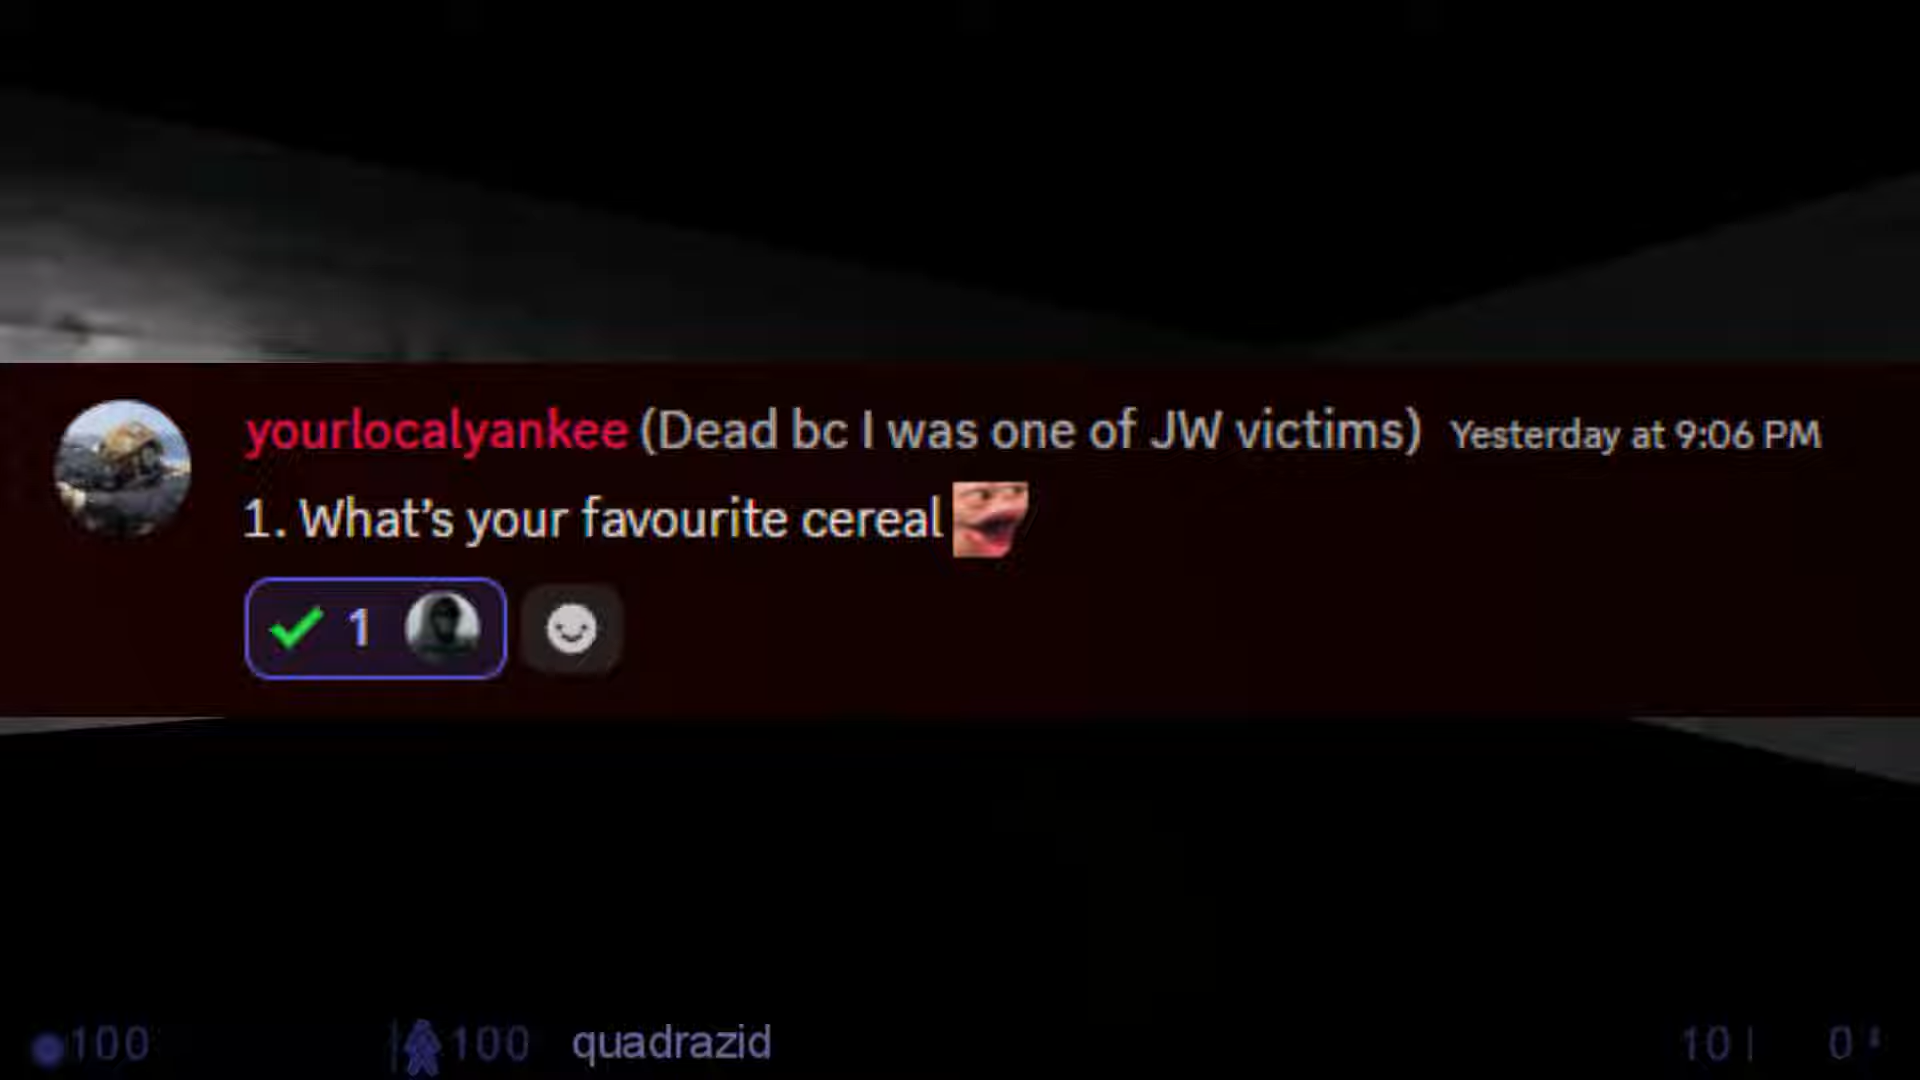 yourlocalyankee (Dead bc I was one of JW victims) Yesterday at 9:06 PM
1. What's your favourite cereal
1
100 100 quadrazid 10 | 0